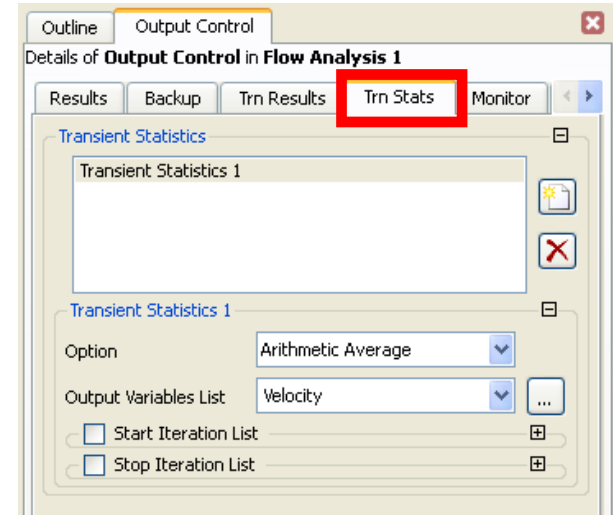 Outline Output Control
Details of Output Control in Flow Analysis 1
Results Backup Trn Results Trn Stats Monitor
Transient Statistics
Transient Statistics 1
Transient Statistics 1
Option Arithmetic Average
Output Variables List Velocity ...
Start Iteration List
Stop Iteration List